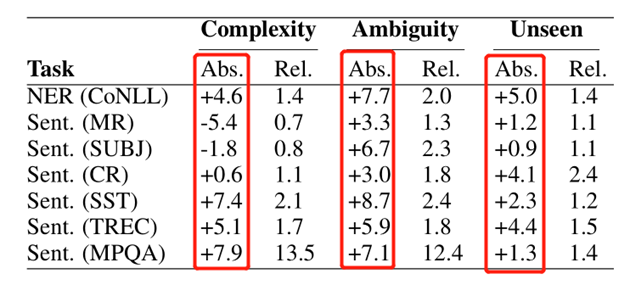 Complexity Ambiguity Unseen
Task Abs. Rel. Abs. Rel. Abs. Rel.
NER (CoNLL) +4.6 1.4 +7.7 2.0 +5.0 1.4
Sent. (MR) -5.4 0.7 +3.3 1.3 +1.2 1.1
Sent. (SUBJ) -1.8 0.8 +6.7 2.3 +0.9 1.1
Sent. (CR) +0.6 1.1 +3.0 1.8 +4.1 2.4
Sent. (SST) +7.4 2.1 +8.7 2.4 +2.3 1.2
Sent. (TREC) +5.1 1.7 +5.9 1.8 +4.4 1.5
Sent. (MPQA) +7.9 13.5 +7.1 12.4 +1.3 1.4